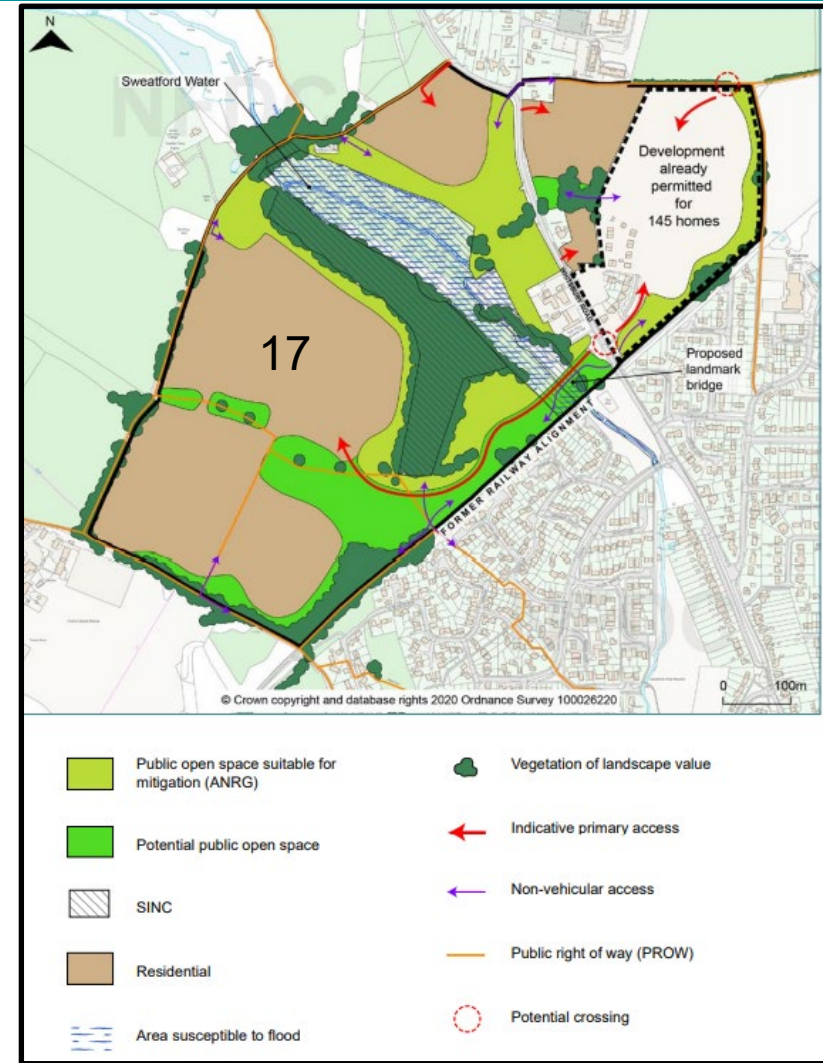 N
Sweatford Water
NFDC
Development
already
permitted
for
145 homes
17
Proposed
landmark
bridge
FORMER RAILWAY ALIGNMENT
0 100m
© Crown copyright and database rights 2020 Ordnance Survey 100026220
Public open space suitable for
mitigation (ANRG)
Vegetation of landscape value
Potential public open space
Indicative primary access
SINC
Non-vehicular access
Residential
Public right of way (PROW)
Area susceptible to flood
Potential crossing